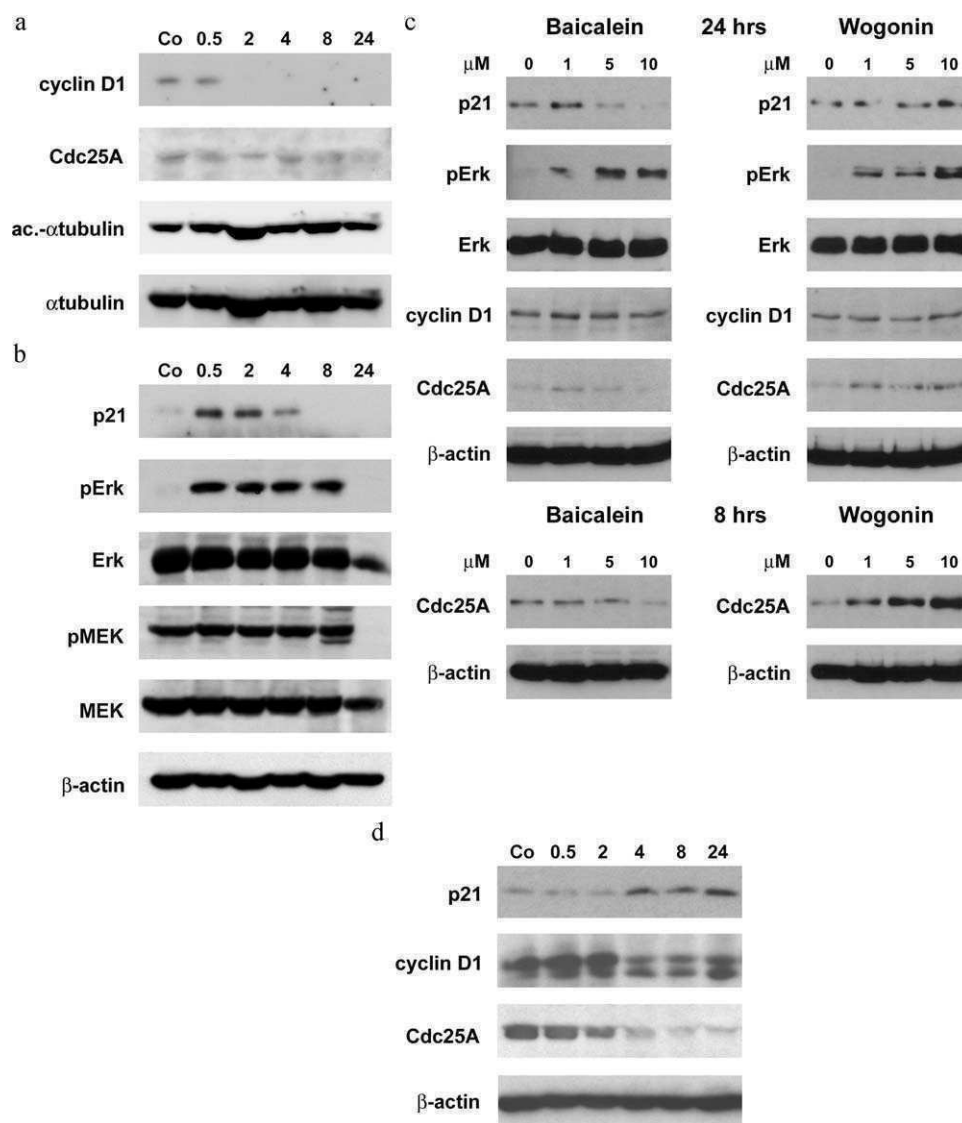 a
Co 0.5 2 4 8 24
cyclin D1
Cdc25A
ac.-αtubulin
αtubulin
b
Co 0.5 2 4 8 24
p21
pErk
Erk
pMEK
MEK
β-actin
c
Baicalein 24 hrs Wogonin
μM 0 1 5 10 μM 0 1 5 10
p21 p21
pErk pErk
Erk Erk
cyclin D1 cyclin D1
Cdc25A Cdc25A
β-actin β-actin
Baicalein 8 hrs Wogonin
μM 0 1 5 10 μM 0 1 5 10
Cdc25A Cdc25A
β-actin β-actin
d
Co 0.5 2 4 8 24
p21
cyclin D1
Cdc25A
β-actin